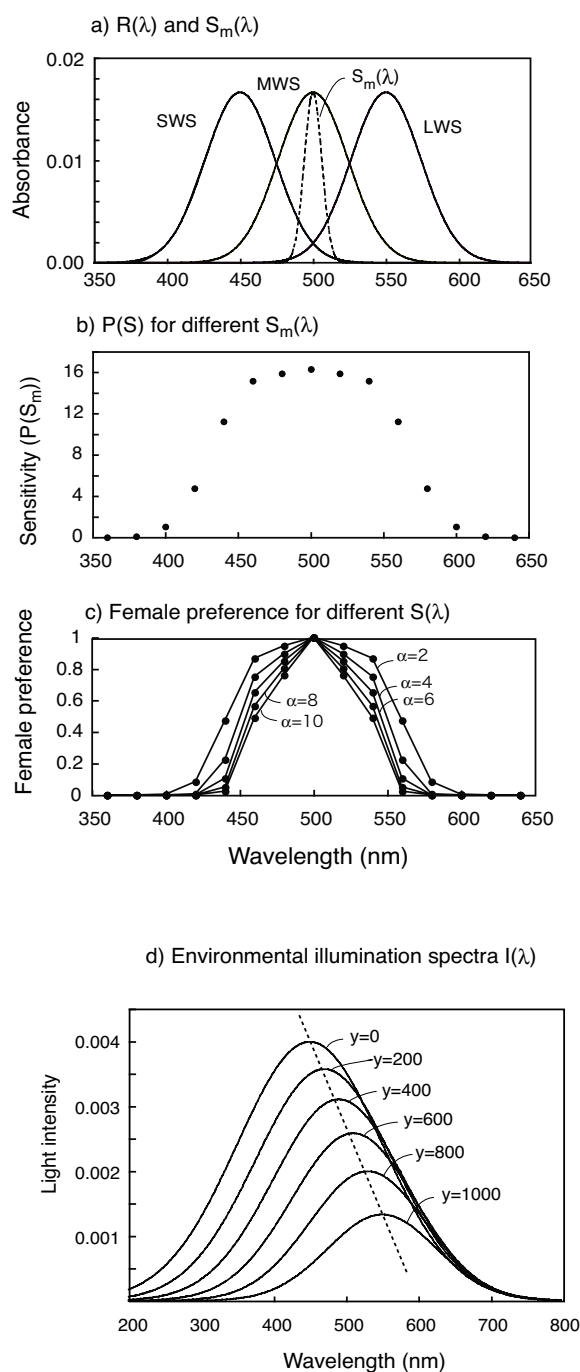 a) R(λ) and Sm(λ)
Absorbance
0.02
0.01
0.00
SWS
MWS
Sm(λ)
LWS
350 400 450 500 550 600 650
b) P(S) for different Sm(λ)
Sensitivity (P(Sm))
16
12
8
4
0
350 400 450 500 550 600 650
c) Female preference for different S(λ)
Female preference
1
0.8
0.6
0.4
0.2
0
α=2
α=4
α=6
α=8
α=10
350 400 450 500 550 600 650
Wavelength (nm)
d) Environmental illumination spectra I(λ)
Light intensity
0.004
0.003
0.002
0.001
y=0
y=200
y=400
y=600
y=800
y=1000
200 300 400 500 600 700 800
Wavelength (nm)